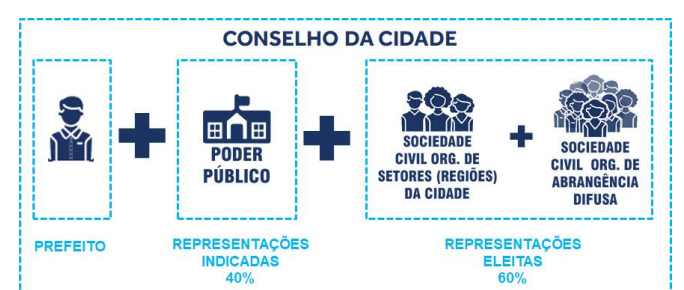 CONSELHO DA CIDADE
PODER
PÚBLICO
SOCIEDADE
CIVIL ORG. DE
SETORES (REGIÕES)
DA CIDADE
SOCIEDADE
CIVIL ORG. DE
ABRANGÊNCIA
DIFUSA
PREFEITO
REPRESENTAÇÕES
INDICADAS
40%
REPRESENTAÇÕES
ELEITAS
60%